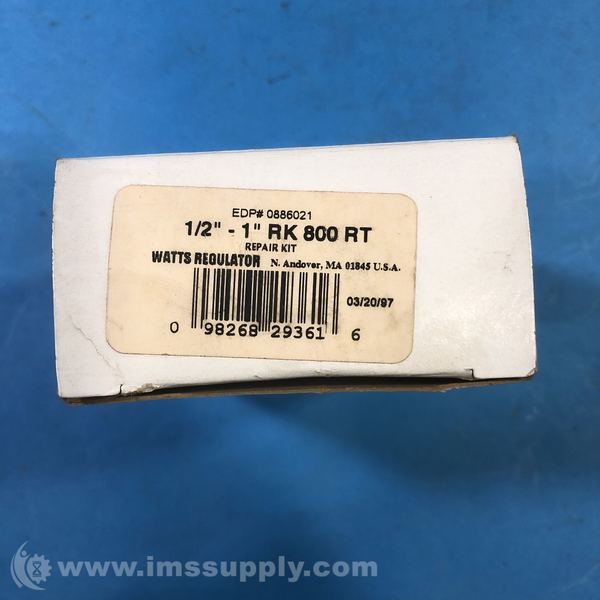 EDP# 0886021
1/2" - 1" RK 800 RT
REPAIR KIT
WATTS REGULATOR N. Andover, MA 01845 U.S.A.
03/20/97
0 98268 29361 6
www.imssupply.com